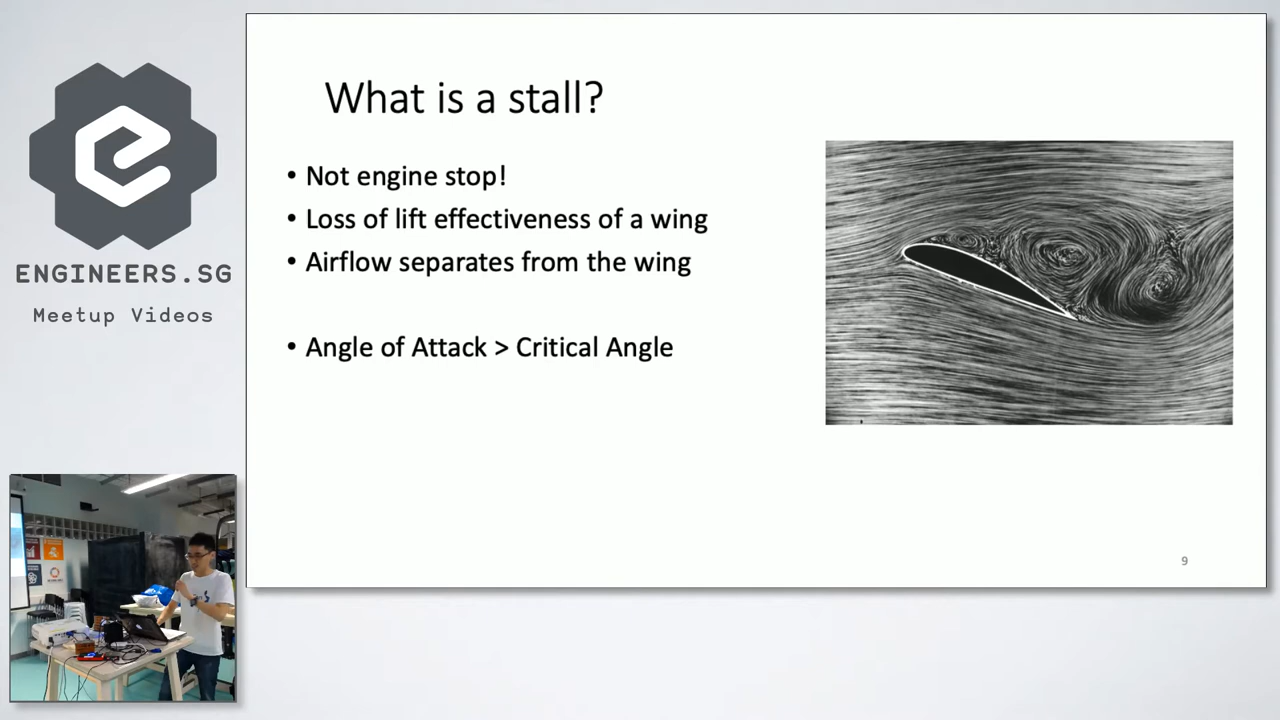 What is a stall?
• Not engine stop!
• Loss of lift effectiveness of a wing
• Airflow separates from the wing
• Angle of Attack > Critical Angle
9
ENGINEERS.SG
Meetup Videos